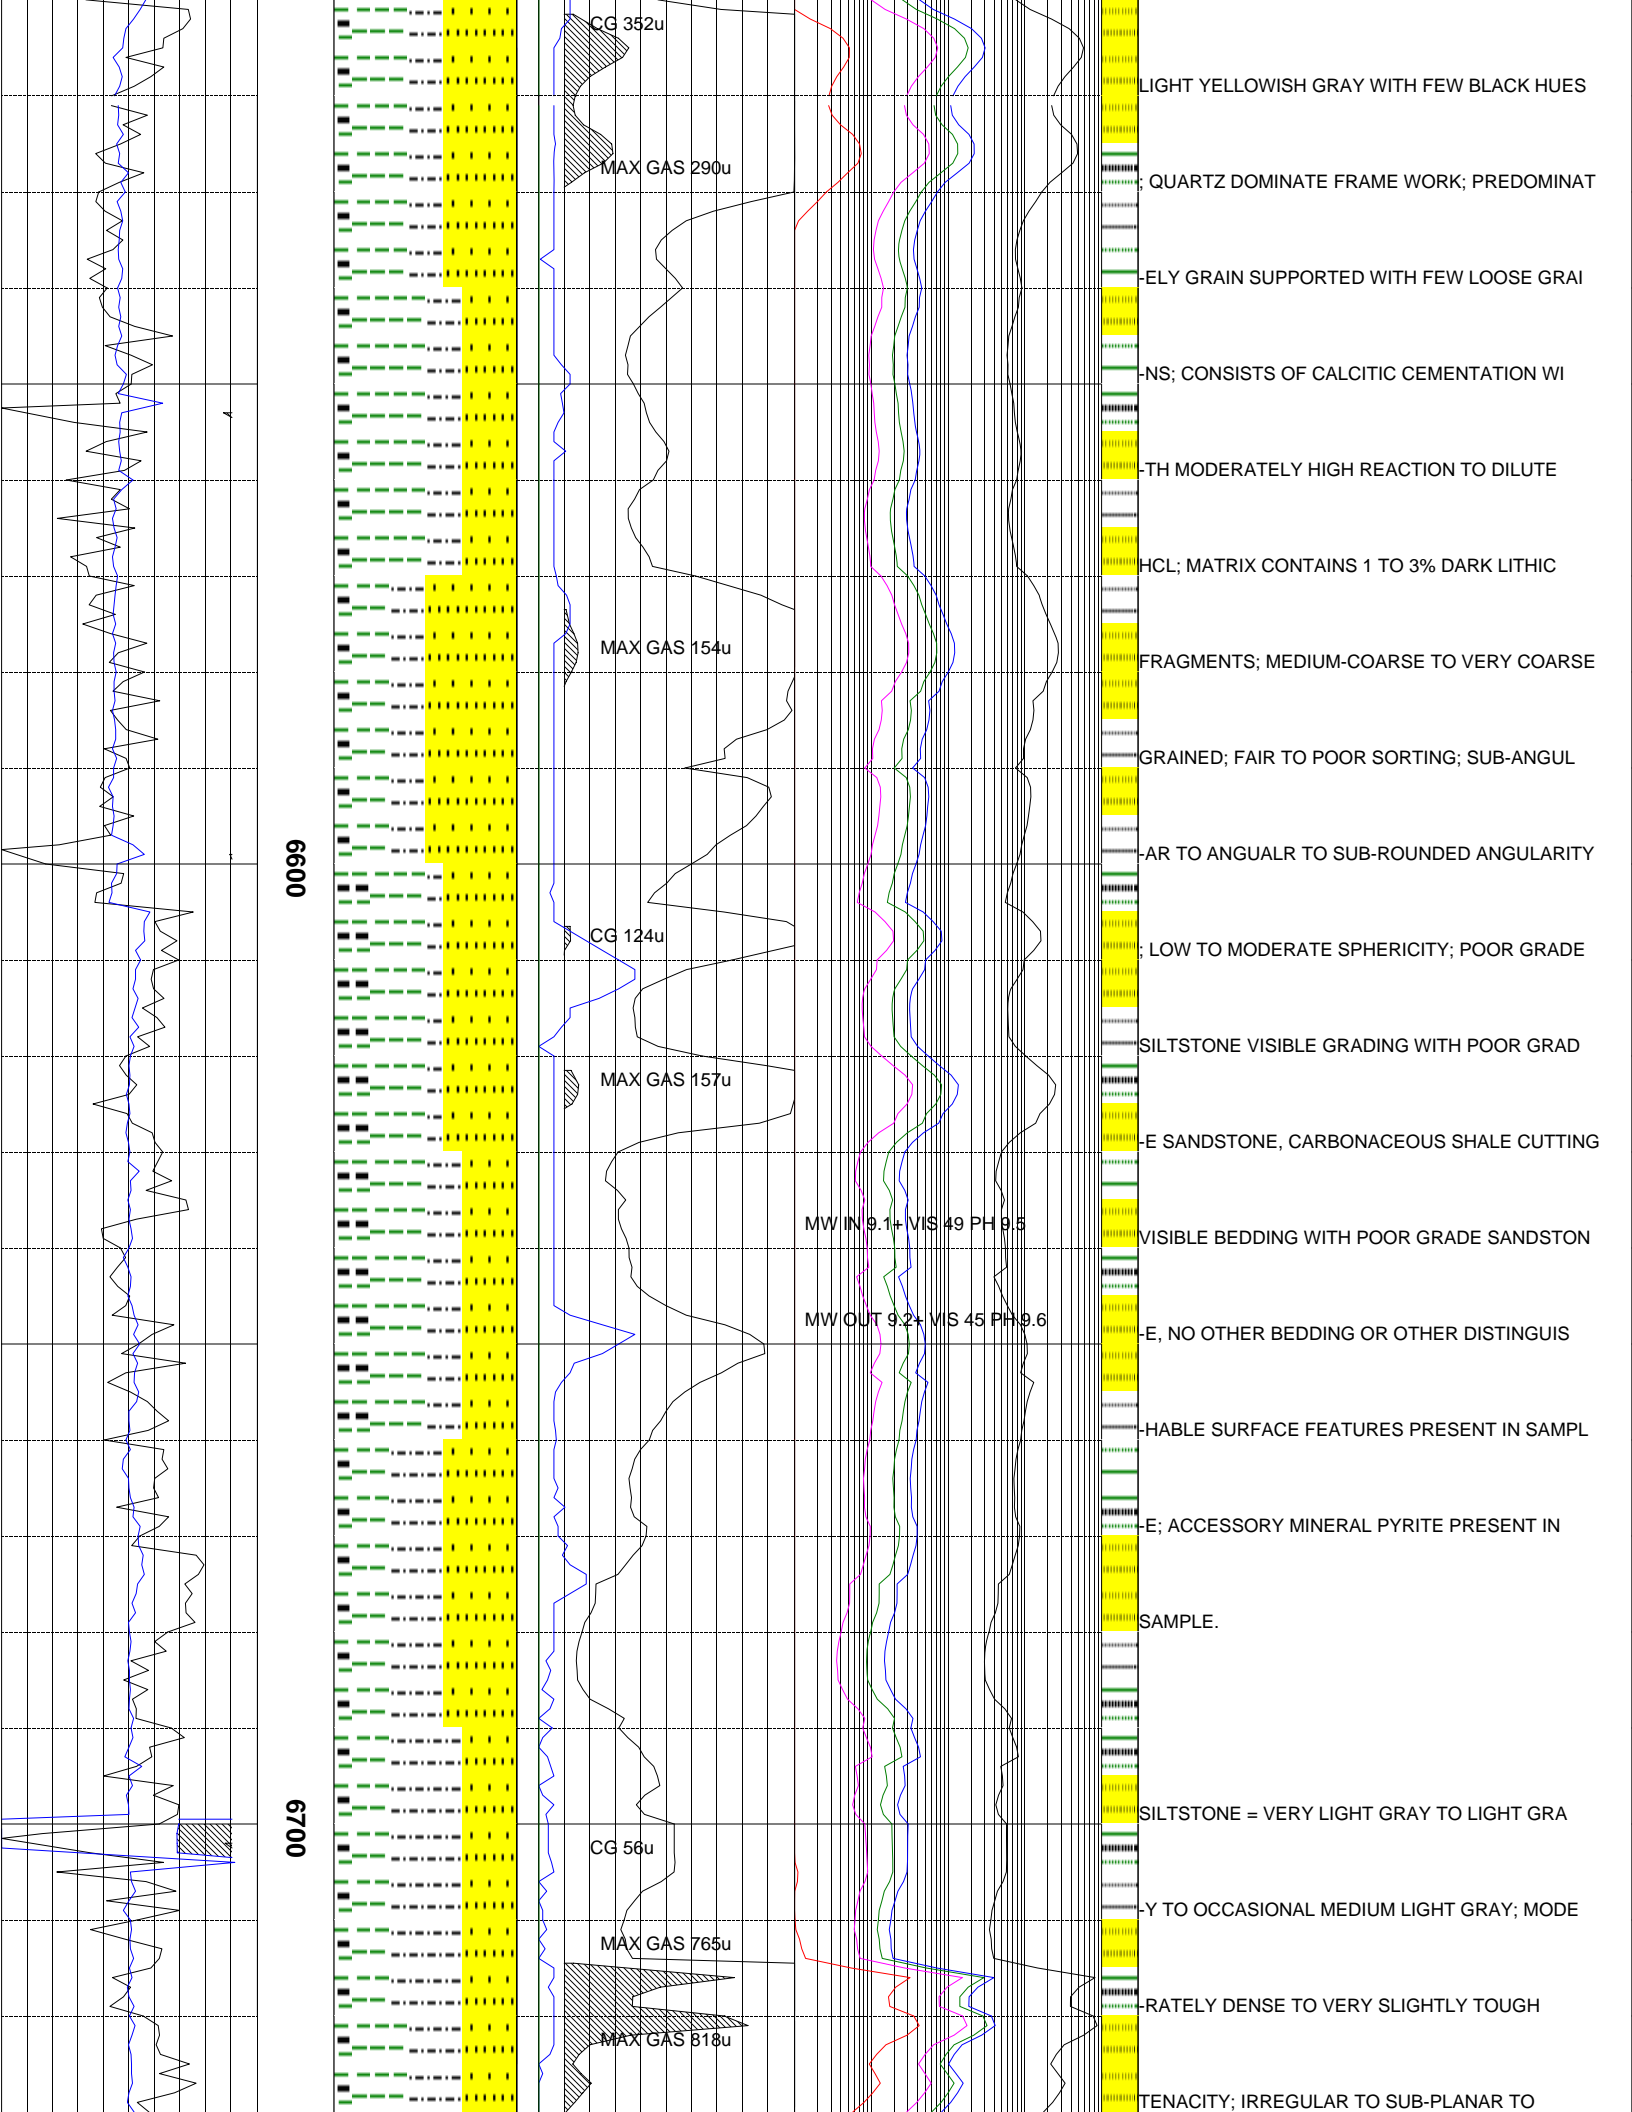 CG 352u
LIGHT YELLOWISH GRAY WITH FEW BLACK HUES
MAX GAS 290u
; QUARTZ DOMINATE FRAME WORK; PREDOMINAT
-ELY GRAIN SUPPORTED WITH FEW LOOSE GRAI
-NS; CONSISTS OF CALCITIC CEMENTATION WI
-TH MODERATELY HIGH REACTION TO DILUTE
HCL; MATRIX CONTAINS 1 TO 3% DARK LITHIC
MAX GAS 154u
FRAGMENTS; MEDIUM-COARSE TO VERY COARSE
GRAINED; FAIR TO POOR SORTING; SUB-ANGUL
6600
-AR TO ANGUALR TO SUB-ROUNDED ANGULARITY
CG 124u
; LOW TO MODERATE SPHERICITY; POOR GRADE
SILTSTONE VISIBLE GRADING WITH POOR GRAD
MAX GAS 157u
-E SANDSTONE, CARBONACEOUS SHALE CUTTING
MW IN 9.1+ VIS 49 PH 9.5
VISIBLE BEDDING WITH POOR GRADE SANDSTON
MW OUT 9.2+ VIS 45 PH 9.6
-E, NO OTHER BEDDING OR OTHER DISTINGUIS
-HABLE SURFACE FEATURES PRESENT IN SAMPL
-E; ACCESSORY MINERAL PYRITE PRESENT IN
SAMPLE.
6700
SILTSTONE = VERY LIGHT GRAY TO LIGHT GRA
CG 56u
-Y TO OCCASIONAL MEDIUM LIGHT GRAY; MODE
MAX GAS 765u
-RATELY DENSE TO VERY SLIGHTLY TOUGH
MAX GAS 818u
TENACITY; IRREGULAR TO SUB-PLANAR TO